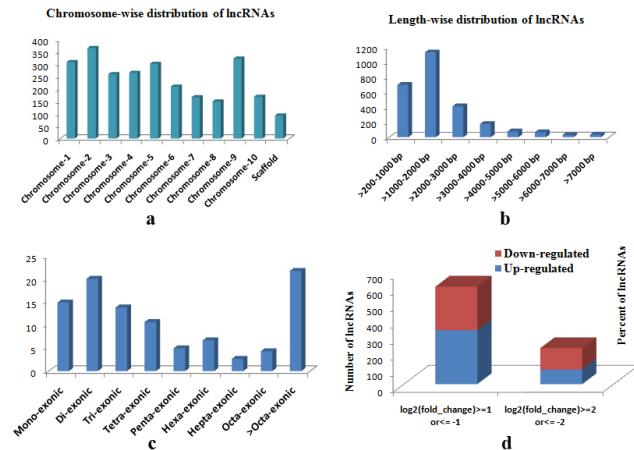 Chromosome-wise distribution of lncRNAs
400
350
300
250
200
150
100
50
0
Chromosome-1
Chromosome-2
Chromosome-3
Chromosome-4
Chromosome-5
Chromosome-6
Chromosome-7
Chromosome-8
Chromosome-9
Chromosome-10
Scaffold
a
Length-wise distribution of lncRNAs
1200
1000
800
600
400
200
0
>200-1000 bp
>1000-2000 bp
>2000-3000 bp
>3000-4000 bp
>4000-5000 bp
>5000-6000 bp
>6000-7000 bp
>7000 bp
b
25
20
15
10
5
0
Mono-exonic
Di-exonic
Tri-exonic
Tetra-exonic
Penta-exonic
Hexa-exonic
Hepta-exonic
Octa-exonic
>Octa-exonic
c
Down-regulated
Up-regulated
Number of lncRNAs
700
600
500
400
300
200
100
0
Percent of lncRNAs
log2(fold_change)>=1
or<= -1
log2(fold_change)>=2
or<= -2
d